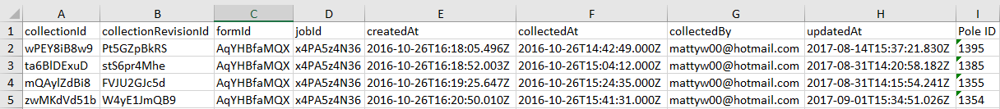 A B C D E F G H I
1 collectionId collectionRevisionId formId jobId createdAt collectedAt collectedBy updatedAt Pole ID
2 wPEY8iB8w9 Pt5GZpBkRS AqYHBfaMQX x4PA5z4N36 2016-10-26T16:18:05.496Z 2016-10-26T14:42:49.000Z mattyw00@hotmail.com 2017-08-14T15:37:21.830Z 1395
3 ta6BlDExuD stS6pr4Mhe AqYHBfaMQX x4PA5z4N36 2016-10-26T16:18:52.003Z 2016-10-26T15:04:12.000Z mattyw00@hotmail.com 2017-08-31T14:20:58.182Z 1385
4 mQAylZdBi8 FVJU2GJc5d AqYHBfaMQX x4PA5z4N36 2016-10-26T16:19:25.647Z 2016-10-26T15:24:35.000Z mattyw00@hotmail.com 2017-08-31T14:15:54.241Z 1355
5 zwMKdVd51b W4yE1JmQB9 AqYHBfaMQX x4PA5z4N36 2016-10-26T16:20:50.010Z 2016-10-26T15:41:31.000Z mattyw00@hotmail.com 2017-09-01T15:34:51.026Z 1354